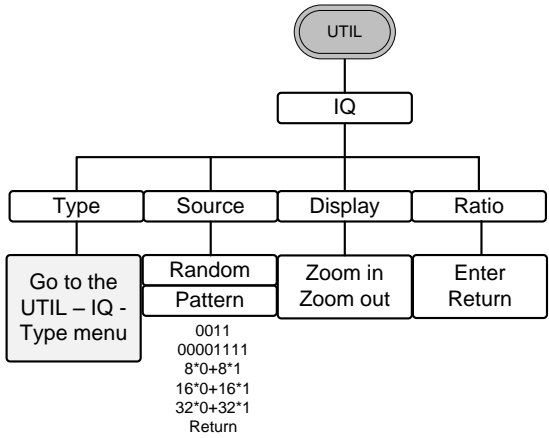 UTIL
IQ
Type
Source
Display
Ratio
Go to the
UTIL – IQ -
Type menu
Random
Pattern
0011
00001111
8*0+8*1
16*0+16*1
32*0+32*1
Return
Zoom in
Zoom out
Enter
Return